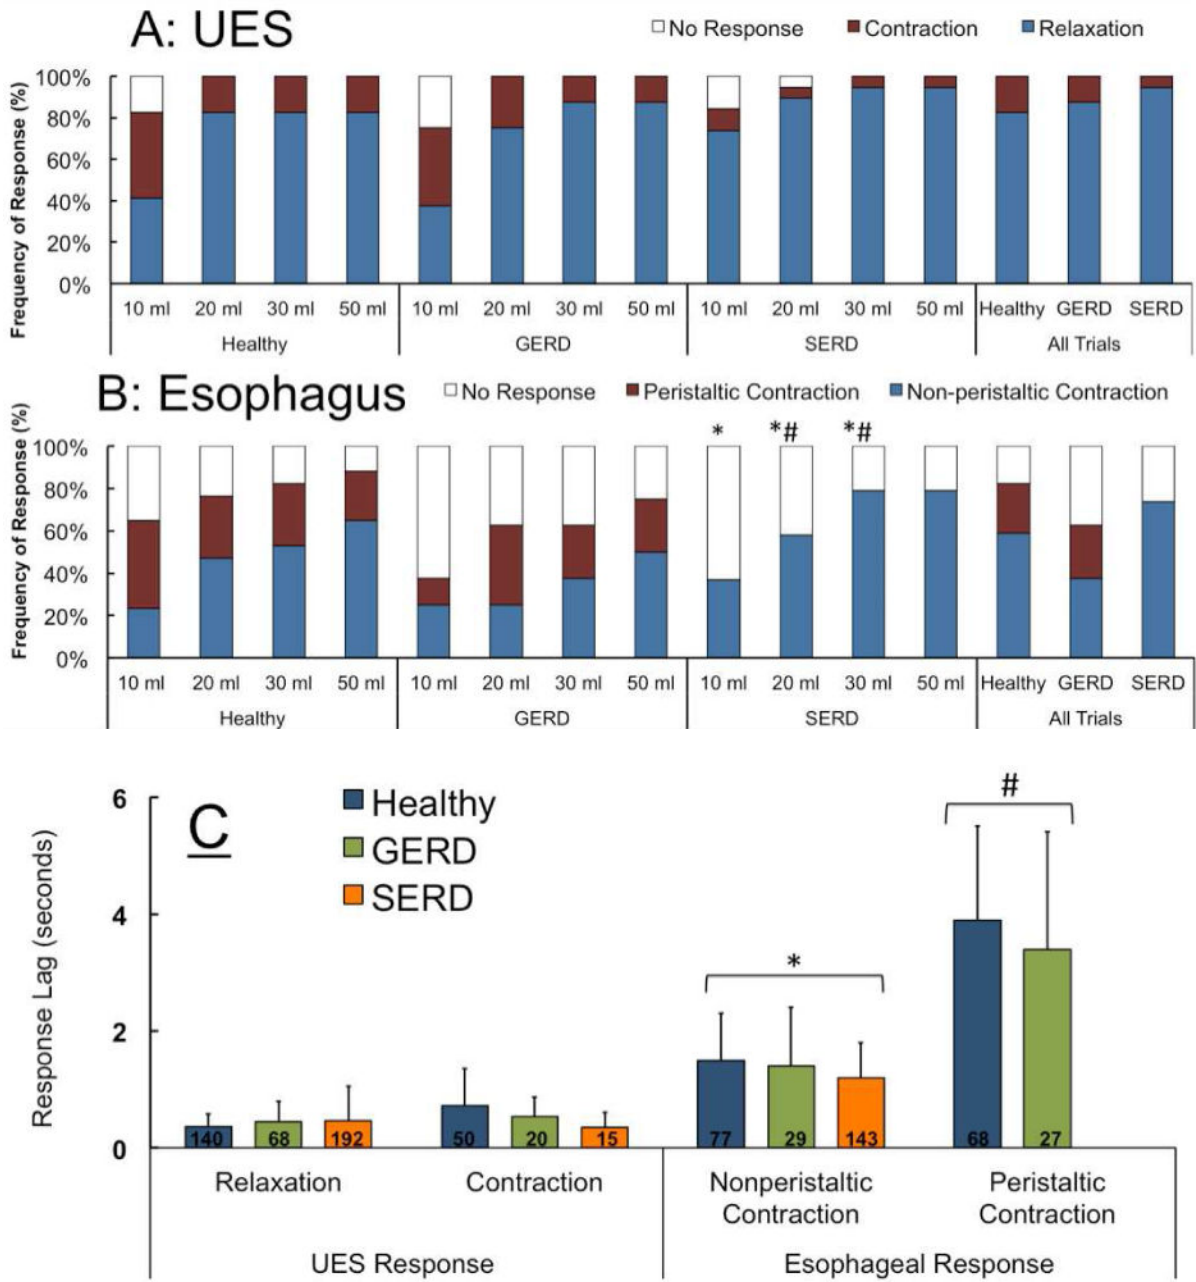 A: UES
No Response Contraction Relaxation
Frequency of Response (%)
100%
80%
60%
40%
20%
0%
10 ml 20 ml 30 ml 50 ml 10 ml 20 ml 30 ml 50 ml 10 ml 20 ml 30 ml 50 ml Healthy GERD SERD
Healthy GERD SERD All Trials
B: Esophagus
No Response Peristaltic Contraction Non-peristaltic Contraction
Frequency of Response (%)
* *# *#
100%
80%
60%
40%
20%
0%
10 ml 20 ml 30 ml 50 ml 10 ml 20 ml 30 ml 50 ml 10 ml 20 ml 30 ml 50 ml Healthy GERD SERD
Healthy GERD SERD All Trials
C
Healthy
GERD
SERD
Response Lag (seconds)
6
4
2
0
#
*
140 68 192 50 20 15 77 29 143 68 27
Relaxation Contraction Nonperistaltic Contraction Peristaltic Contraction
UES Response Esophageal Response